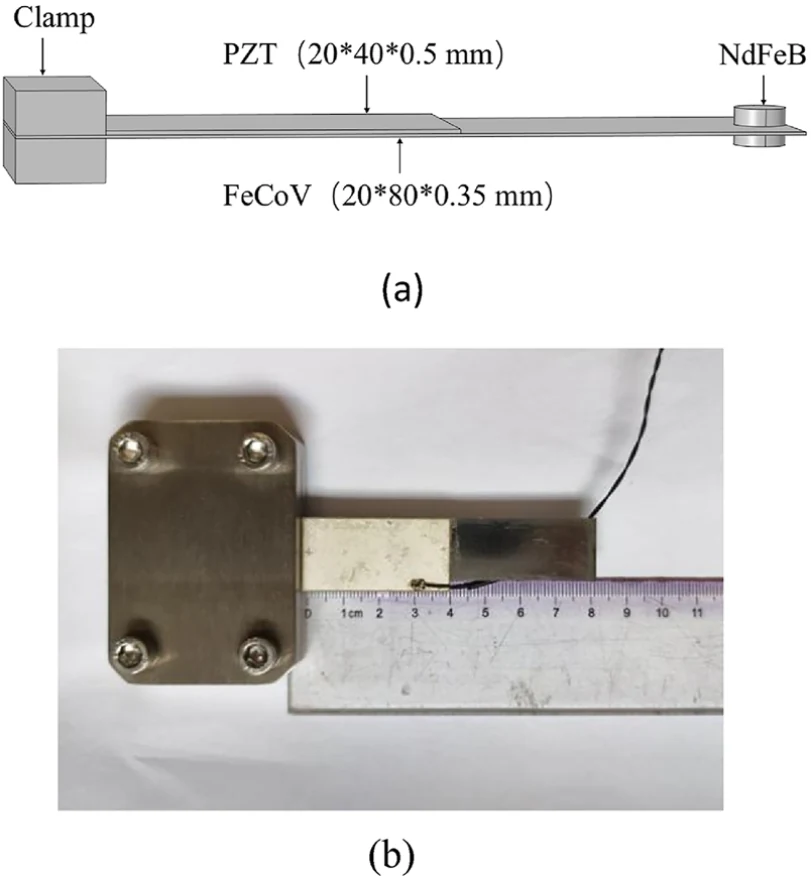 Clamp
PZT（20*40*0.5 mm）
NdFeB
FeCoV（20*80*0.35 mm）
(a)
0 1cm 2 3 4 5 6 7 8 9 10 11
(b)